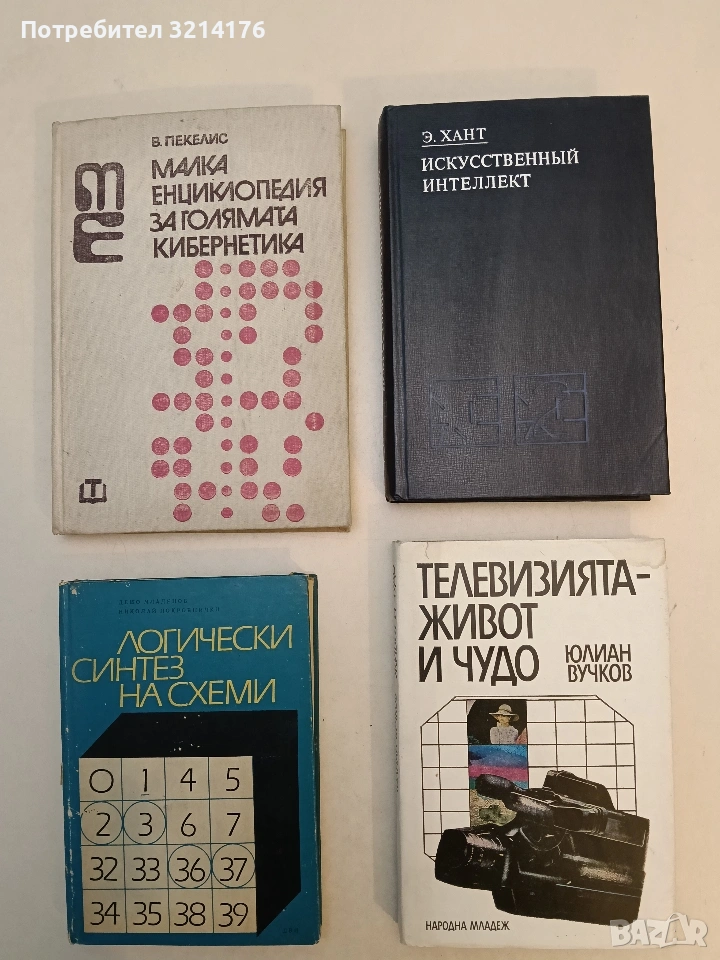 Потребител 3214176
В. ПЕКЕЛИС
МАЛКА
ЕНЦИКЛОПЕДИЯ
ЗА ГОЛЯМАТА
КИБЕРНЕТИКА
Э. ХАНТ
ИСКУССТВЕННЫЙ
ИНТЕЛЛЕКТ
ЛОГИЧЕСКИ
СИНТЕЗ
НА СХЕМИ
0 1 4 5
2 3 6 7
32 33 36 37
34 35 38 39
ТЕЛЕВИЗИЯТА-
ЖИВОТ
И ЧУДО
ЮЛИАН
ВУЧКОВ
НАРОДНА МЛАДЕЖ
BAZAR